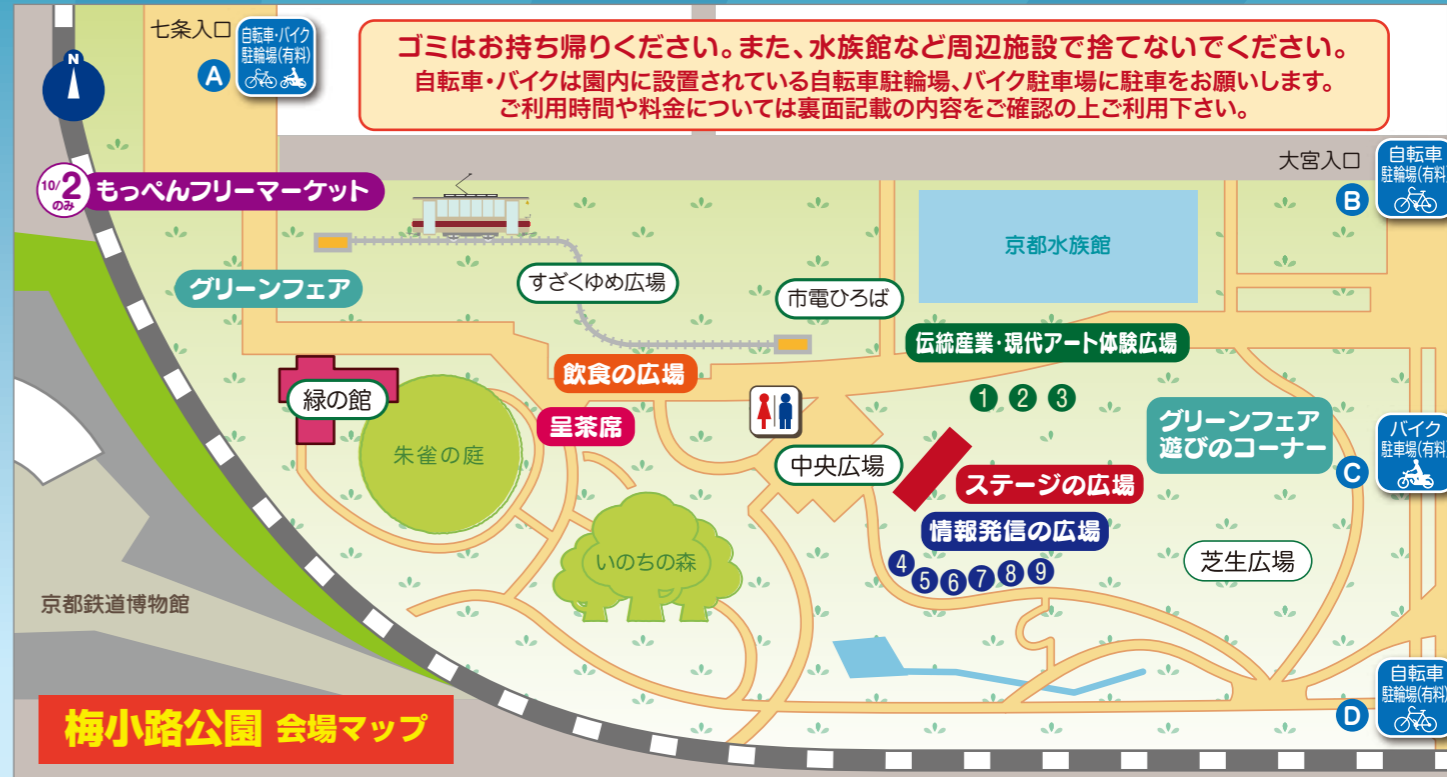 七条入口
自転車・バイク
駐輪場(有料)
A
N
ゴミはお持ち帰りください。また、水族館など周辺施設で捨てないでください。
自転車・バイクは園内に設置されている自転車駐輪場、バイク駐車場に駐車をお願いします。
ご利用時間や料金については裏面記載の内容をご確認の上ご利用下さい。
大宮入口
自転車
駐輪場(有料)
B
10/2
のみ
もっぺんフリーマーケット
京都水族館
グリーンフェア
すざくゆめ広場
市電ひろば
伝統産業・現代アート体験広場
1 2 3
飲食の広場
緑の館
呈茶席
朱雀の庭
グリーンフェア
遊びのコーナー
バイク
駐車場(有料)
C
中央広場
ステージの広場
情報発信の広場
4 5 6 7 8 9
いのちの森
芝生広場
京都鉄道博物館
自転車
駐輪場(有料)
D
梅小路公園 会場マップ